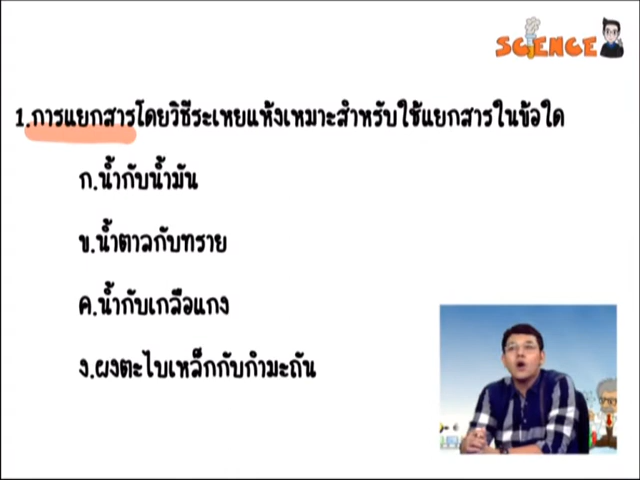 SCIENCE
1.การแยกสารโดยวิธีระเหยแห้งเหมาะสำหรับใช้แยกสารในข้อใด
ก.น้ำกับน้ำมัน
ข.น้ำตาลกับทราย
ค.น้ำกับเกลือแกง
ง.ผงตะไบเหล็กกับกำมะถัน